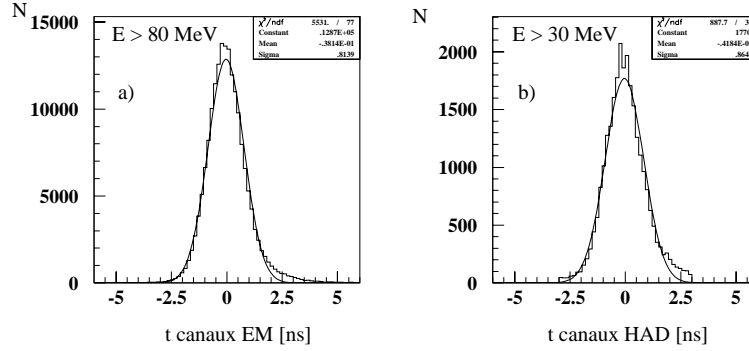 N
χ²/ndf 5531. / 77
Constant .1287E+05
Mean -.3814E-01
Sigma .8139
E > 80 MeV
a)
15000
10000
5000
0
-5 -2.5 0 2.5 5
t canaux EM [ns]
N
χ²/ndf 887.7 / 3
Constant 1770
Mean -.4184E-0
Sigma .864
E > 30 MeV
b)
2000
1500
1000
500
0
-5 -2.5 0 2.5 5
t canaux HAD [ns]